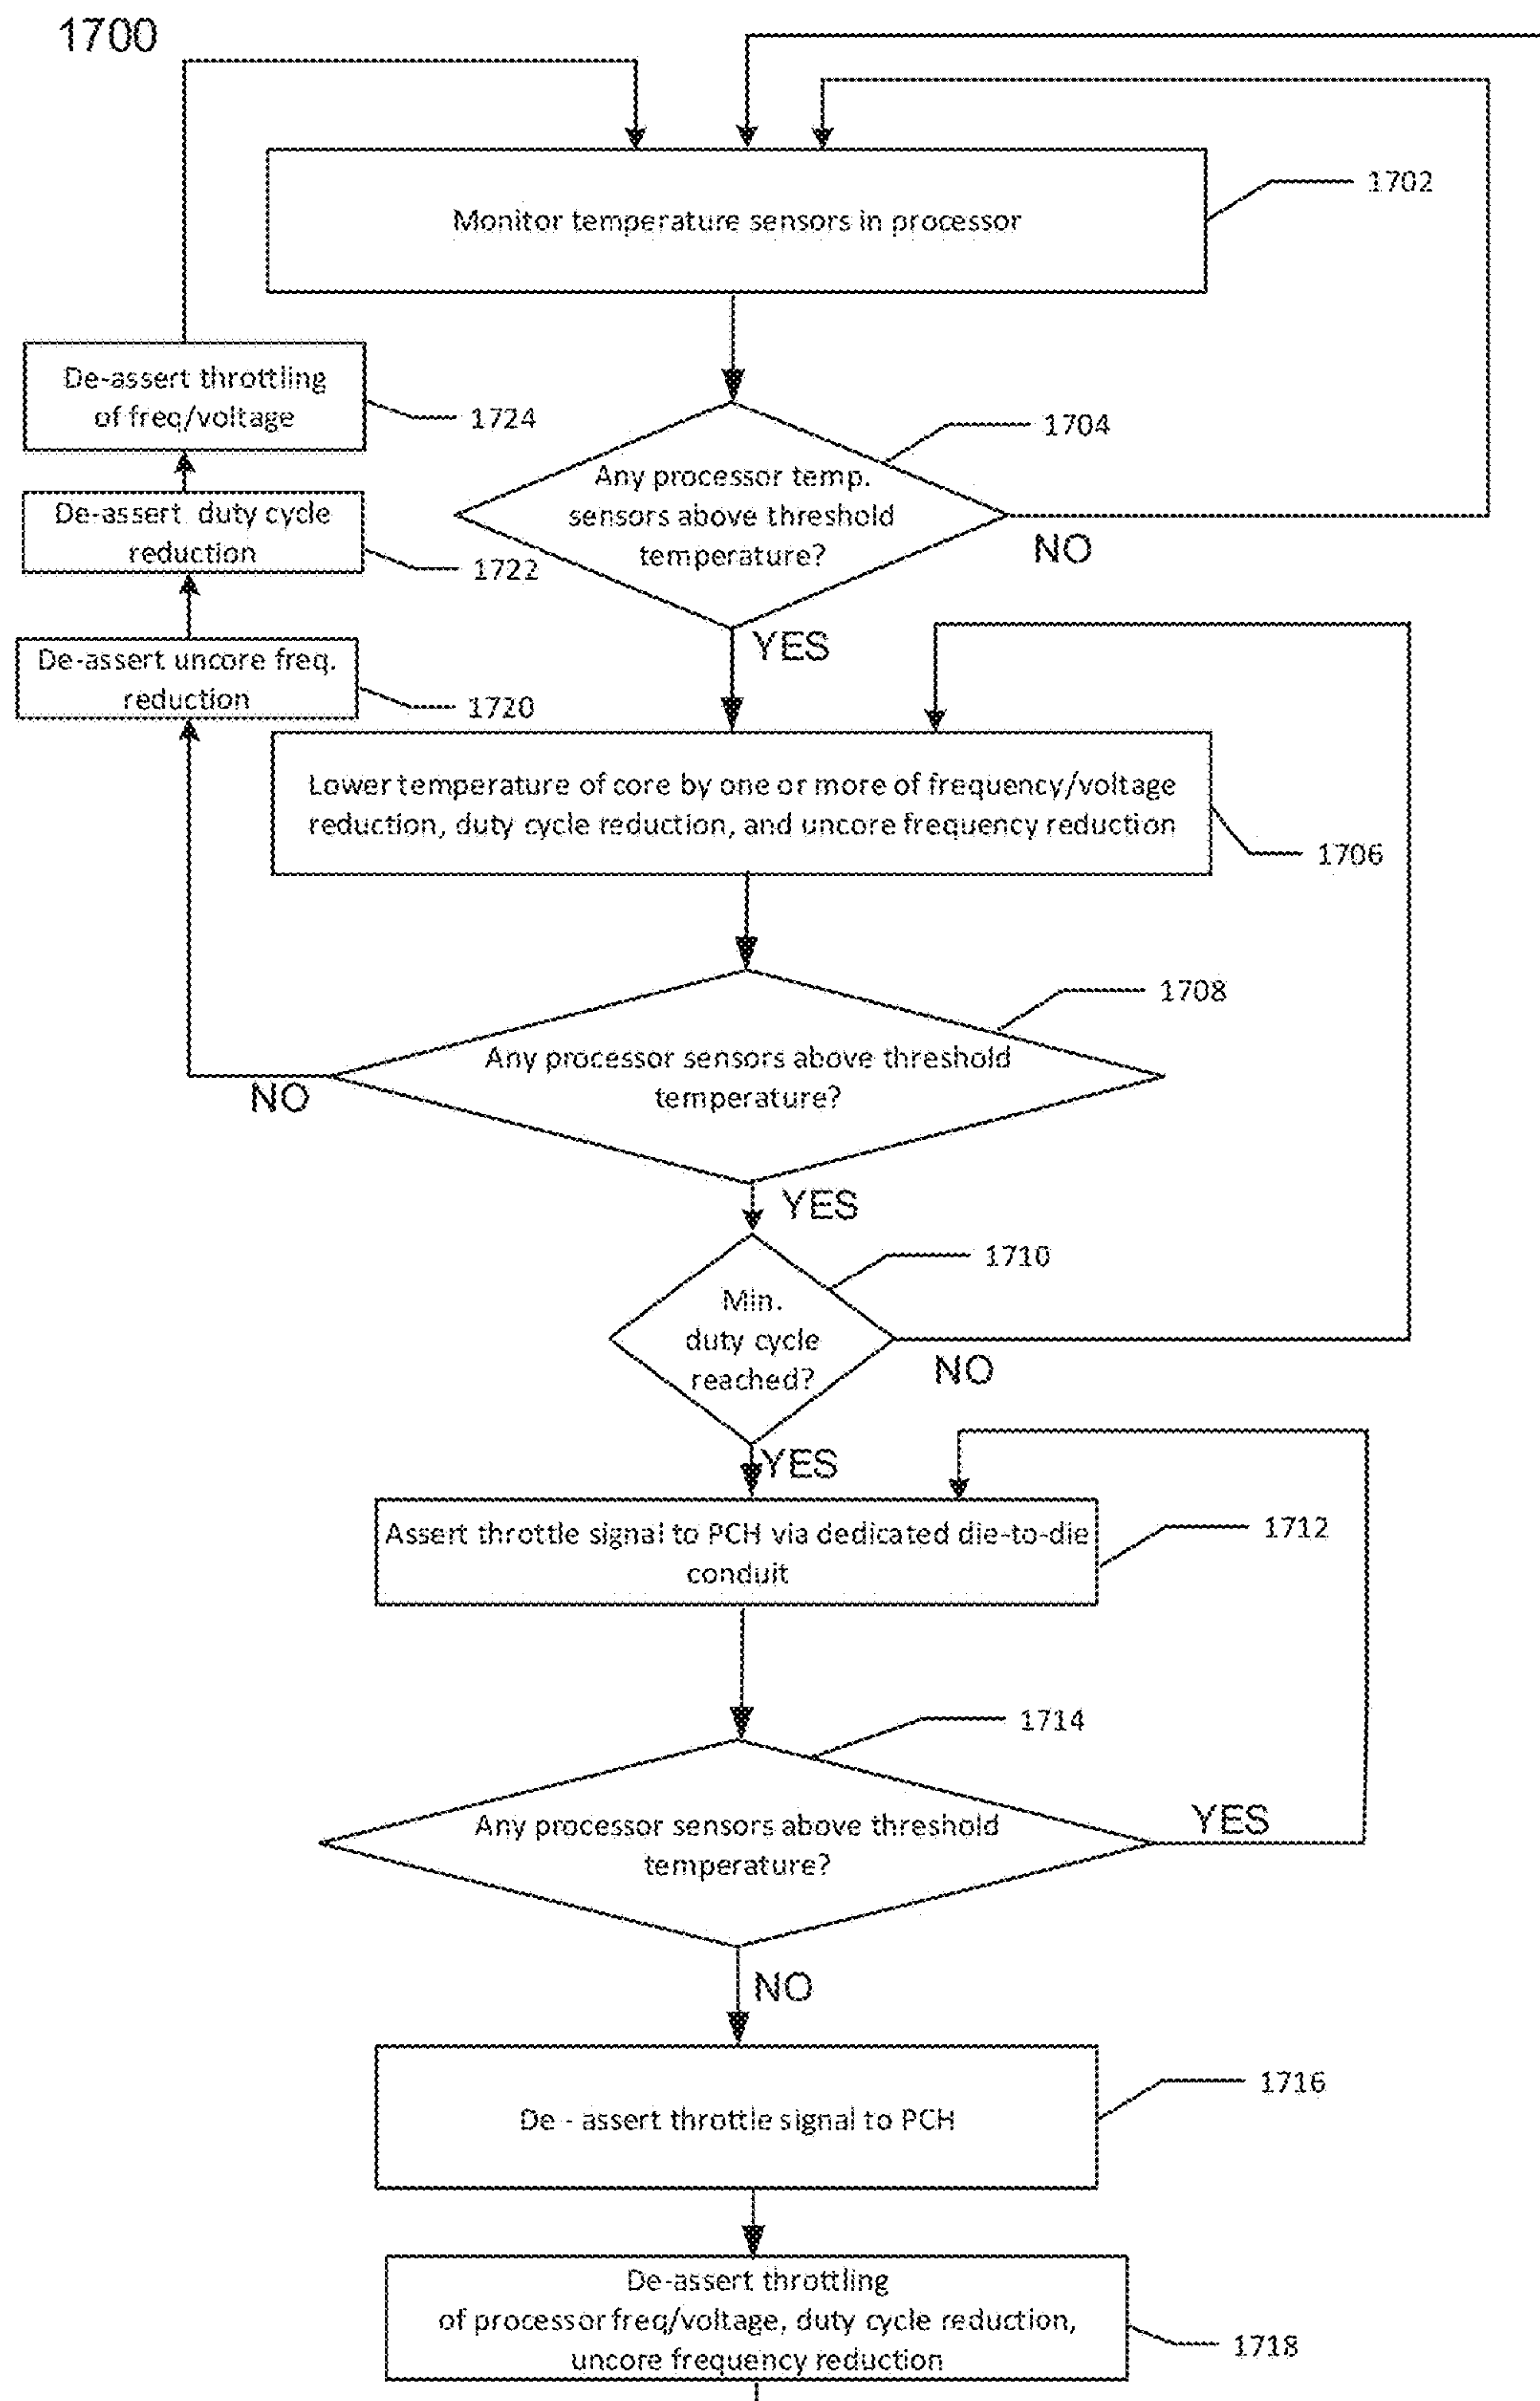 1700
Monitor temperature sensors in processor
1702
De-assert throttling
of freq/voltage
1724
1704
Any processor temp.
sensors above threshold
temperature?
NO
De-assert duty cycle
reduction
1722
YES
De-assert uncore freq.
reduction
1720
Lower temperature of core by one or more of frequency/voltage
reduction, duty cycle reduction, and uncore frequency reduction
1706
1708
Any processor sensors above threshold
temperature?
NO
YES
1710
Min.
duty cycle
reached?
NO
YES
Assert throttle signal to PCH via dedicated die-to-die
conduit
1712
1714
Any processor sensors above threshold
temperature?
YES
NO
1716
De - assert throttle signal to PCH
De-assert throttling
of processor freq/voltage, duty cycle reduction,
uncore frequency reduction
1718